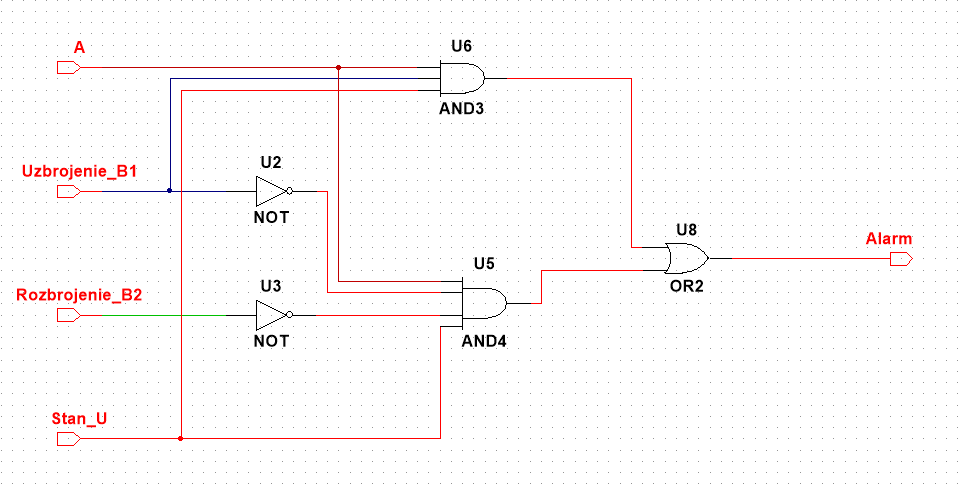 A
U6
AND3
Uzbrojenie_B1
U2
NOT
U8
Alarm
OR2
U5
Rozbrojenie_B2
U3
NOT
AND4
Stan_U